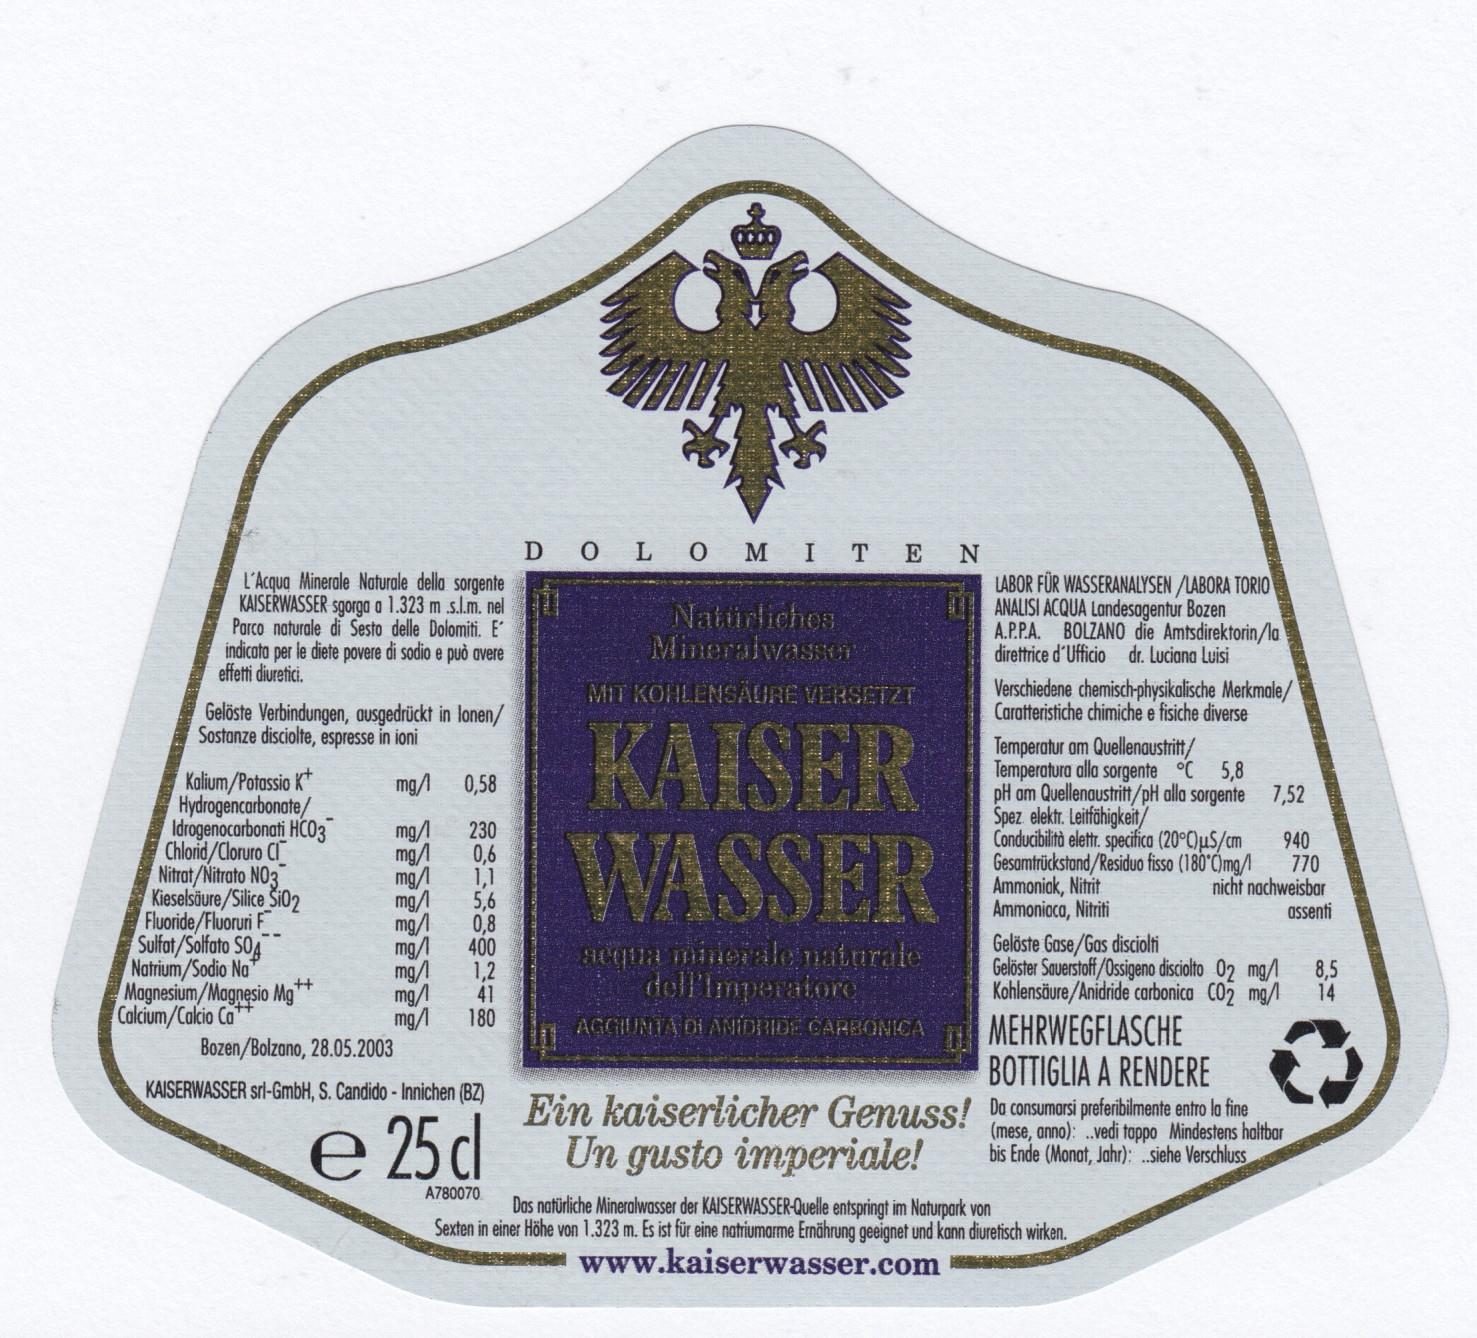 DOLOMITEN
L´Acqua Minerale Naturale della sorgente
KAISERWASSER sgorga a 1.323 m .s.l.m. nel
Parco naturale di Sesto delle Dolomiti. E´
indicata per le diete povere di sodio e può avere
effetti diuretici.
Gelöste Verbindungen, ausgedrückt in Ionen/
Sostanze disciolte, espresse in ioni
Kalium/Potassio K+ mg/l 0,58
Hydrogencarbonate/
Idrogenocarbonati HCO3- mg/l 230
Chlorid/Cloruro Cl- mg/l 0,6
Nitrat/Nitrato NO3- mg/l 1,1
Kieselsäure/Silice SiO2 mg/l 5,6
Fluoride/Fluoruri F- mg/l 0,8
Sulfat/Solfato SO4-- mg/l 400
Natrium/Sodio Na+ mg/l 1,2
Magnesium/Magnesio Mg++ mg/l 41
Calcium/Calcio Ca++ mg/l 180
Bozen/Bolzano, 28.05.2003
KAISERWASSER srl-GmbH, S. Candido - Innichen (BZ)
e 25 cl
A780070
Natürliches
Mineralwasser
MIT KOHLENSÄURE VERSETZT
KAISER
WASSER
acqua minerale naturale
dell'Imperatore
AGGIUNTA DI ANIDRIDE CARBONICA
Ein kaiserlicher Genuss!
Un gusto imperiale!
LABOR FÜR WASSERANALYSEN /LABORA TORIO
ANALISI ACQUA Landesagentur Bozen
A.P.P.A. BOLZANO die Amtsdirektorin/la
direttrice d´Ufficio dr. Luciana Luisi
Verschiedene chemisch-physikalische Merkmale/
Caratteristiche chimiche e fisiche diverse
Temperatur am Quellenaustritt/
Temperatura alla sorgente °C 5,8
pH am Quellenaustritt/pH alla sorgente 7,52
Spez. elektr. Leitfähigkeit/
Conducibilità elettr. specifica (20°C)µS/cm 940
Gesamtrückstand/Residuo fisso (180°C)mg/l 770
Ammoniak, Nitrit nicht nachweisbar
Ammoniaca, Nitriti assenti
Gelöste Gase/Gas disciolti
Gelöster Sauerstoff/Ossigeno disciolto O2 mg/l 8,5
Kohlensäure/Anidride carbonica CO2 mg/l 14
MEHRWEGFLASCHE
BOTTIGLIA A RENDERE
Da consumarsi preferibilmente entro la fine
(mese, anno): ..vedi tappo Mindestens haltbar
bis Ende (Monat, Jahr): ..siehe Verschluss
Das natürliche Mineralwasser der KAISERWASSER-Quelle entspringt im Naturpark von
Sexten in einer Höhe von 1.323 m. Es ist für eine natriumarme Ernährung geeignet und kann diuretisch wirken.
www.kaiserwasser.com